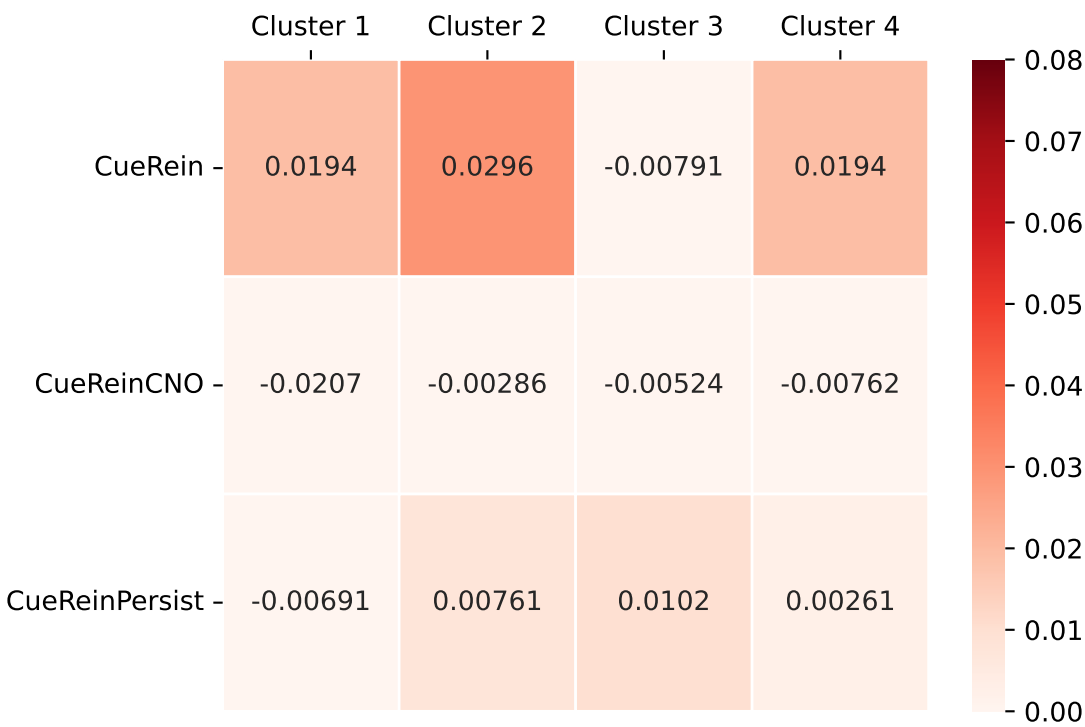 Cluster 1 Cluster 2 Cluster 3 Cluster 4
CueRein 0.0194 0.0296 -0.00791 0.0194
CueReinCNO -0.0207 -0.00286 -0.00524 -0.00762
CueReinPersist -0.00691 0.00761 0.0102 0.00261
0.08
0.07
0.06
0.05
0.04
0.03
0.02
0.01
0.00